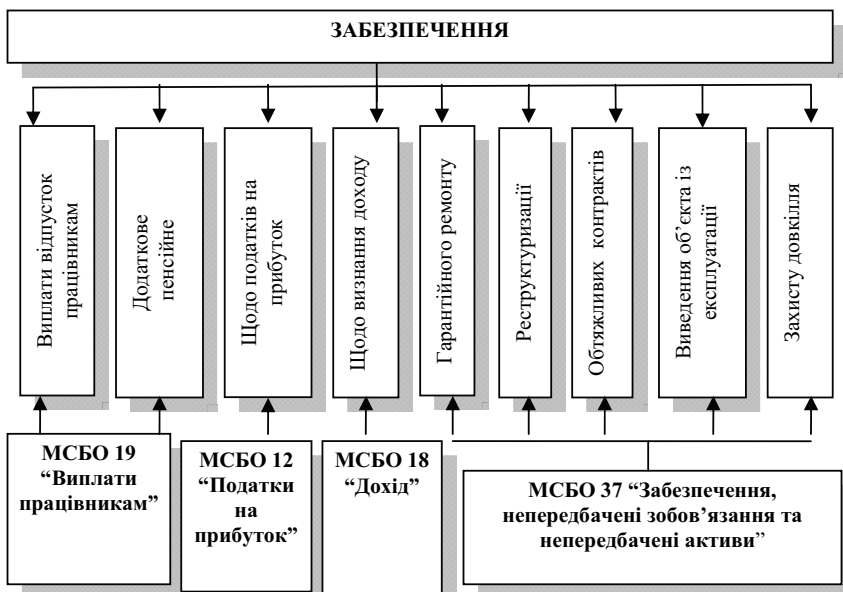 ЗАБЕЗПЕЧЕННЯ
Виплати відпусток
працівникам
Додаткове
пенсійне
Щодо податків на
прибуток
Щодо визнання доходу
Гарантійного ремонту
Реструктуризації
Обтяжливих контрактів
Виведення об’єкта із
експлуатації
Захисту довкілля
МСБО 19
“Виплати
працівникам”
МСБО 12
“Податки
на
прибуток”
МСБО 18
“Дохід”
МСБО 37 “Забезпечення,
непередбачені зобов’язання та
непередбачені активи”